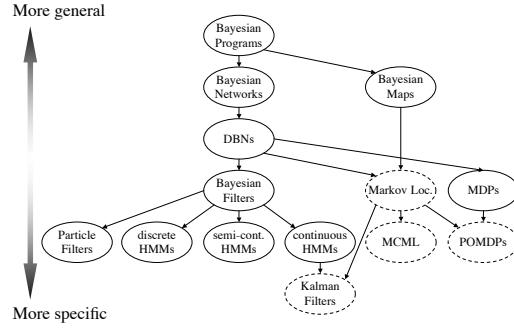 More general
Bayesian
Programs
Bayesian
Networks
Bayesian
Maps
DBNs
Bayesian
Filters
Markov Loc.
MDPs
Particle
Filters
discrete
HMMs
semi-cont.
HMMs
continuous
HMMs
MCML
POMDPs
Kalman
Filters
More specific